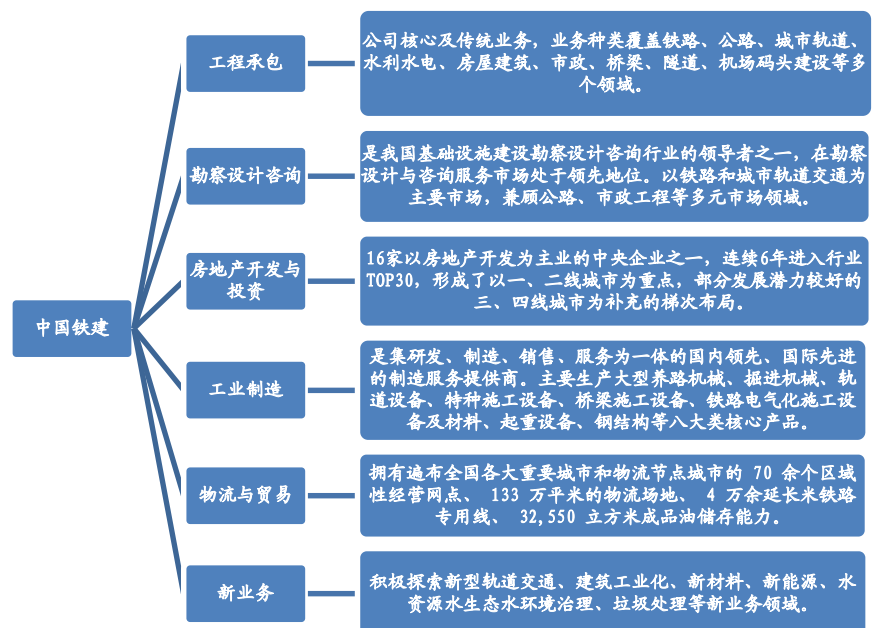 中国铁建
工程承包
公司核心及传统业务，业务种类覆盖铁路、公路、城市轨道、
水利水电、房屋建筑、市政、桥梁、隧道、机场码头建设等多
个领域。
勘察设计咨询
是我国基础设施建设勘察设计咨询行业的领导者之一，在勘察
设计与咨询服务市场处于领先地位。以铁路和城市轨道交通为
主要市场，兼顾公路、市政工程等多元市场领域。
房地产开发与
投资
16家以房地产开发为主业的中央企业之一，连续6年进入行业
TOP30，形成了以一、二线城市为重点，部分发展潜力较好的
三、四线城市为补充的梯次布局。
工业制造
是集研发、制造、销售、服务为一体的国内领先、国际先进
的制造服务提供商。主要生产大型养路机械、掘进机械、轨
道设备、特种施工设备、桥梁施工设备、铁路电气化施工设
备及材料、起重设备、钢结构等八大类核心产品。
物流与贸易
拥有遍布全国各大重要城市和物流节点城市的 70 余个区域
性经营网点、 133 万平米的物流场地、 4 万余延长米铁路
专用线、 32,550 立方米成品油储存能力。
新业务
积极探索新型轨道交通、建筑工业化、新材料、新能源、水
资源水生态水环境治理、垃圾处理等新业务领域。